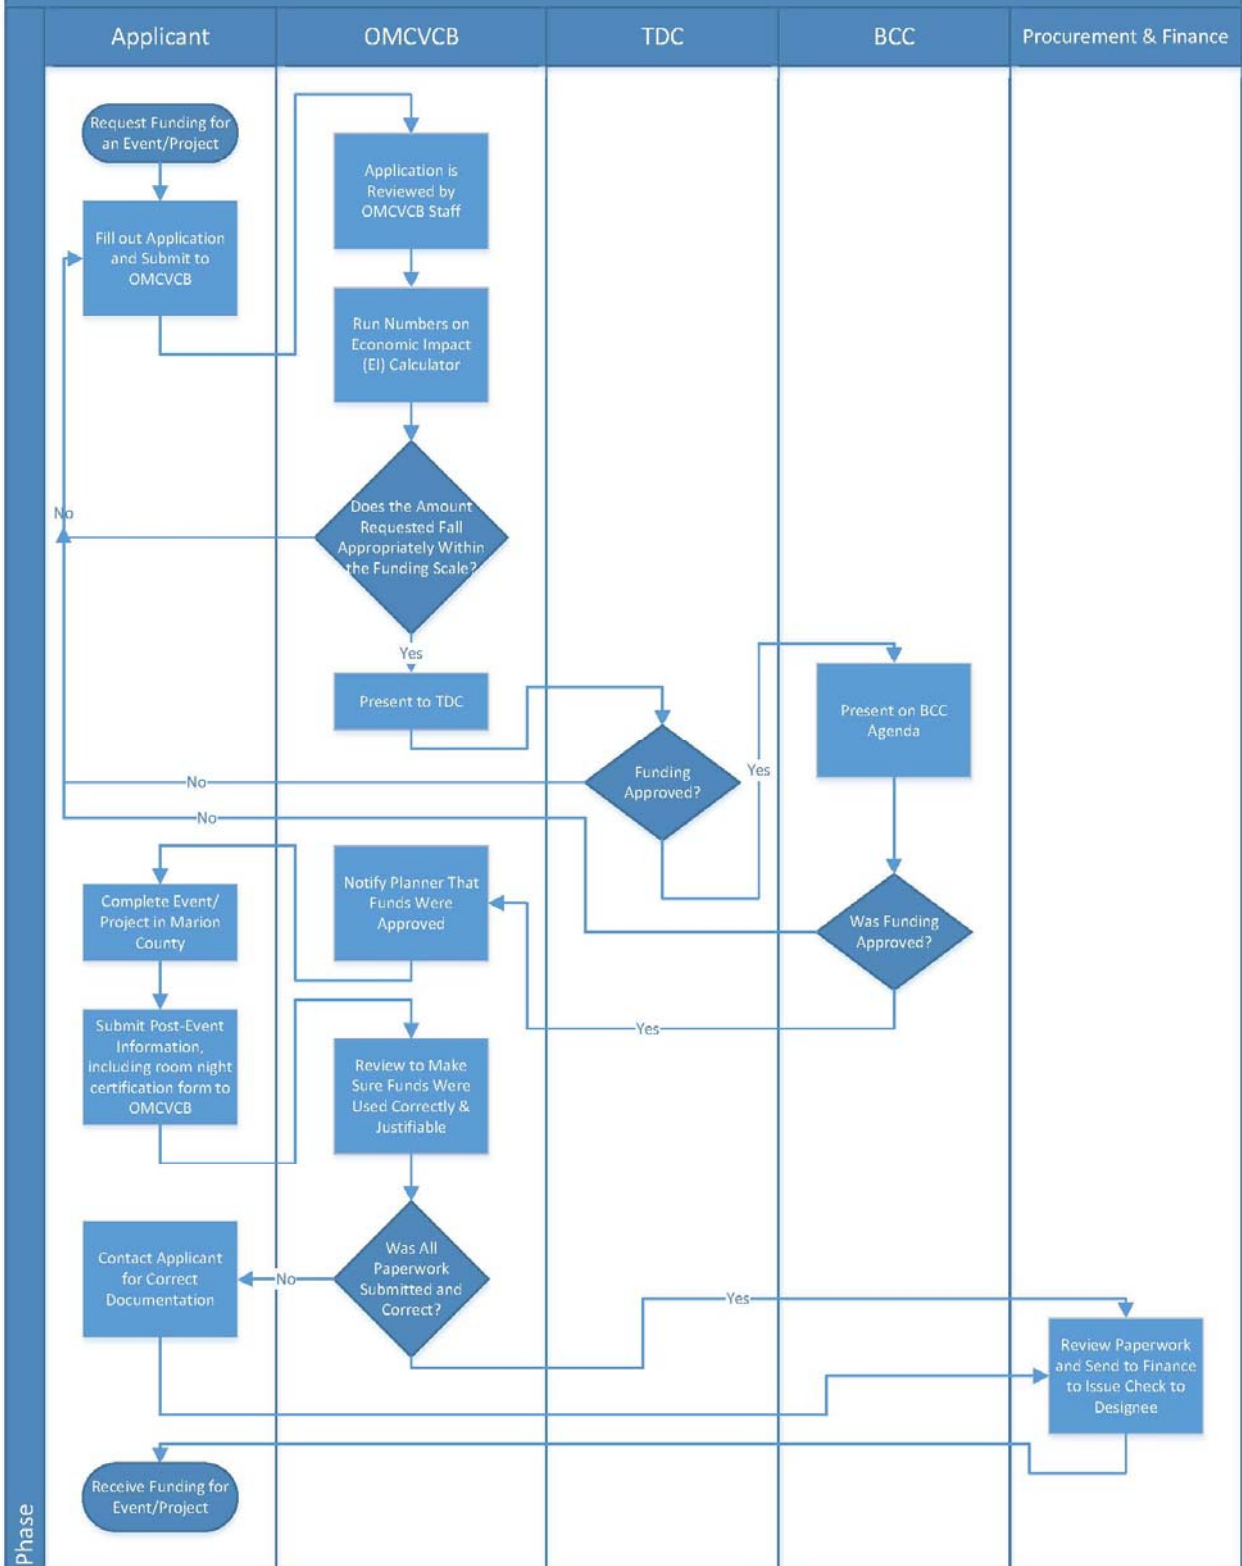 Applicant
OMCVCB
TDC
BCC
Procurement & Finance
Request Funding for
an Event/Project
Fill out Application
and Submit to
OMCVCB
Application is
Reviewed by
OMCVCB Staff
Run Numbers on
Economic Impact
(EI) Calculator
Does the Amount
Requested Fall
Appropriately Within
the Funding Scale?
No
Yes
Present to TDC
Funding
Approved?
No
Yes
Present on BCC
Agenda
Was Funding
Approved?
No
Yes
Notify Planner That
Funds Were
Approved
Complete Event/
Project in Marion
County
Submit Post-Event
Information,
including room night
certification form to
OMCVCB
Review to Make
Sure Funds Were
Used Correctly &
Justifiable
Was All
Paperwork
Submitted and
Correct?
No
Yes
Contact Applicant
for Correct
Documentation
Review Paperwork
and Send to Finance
to Issue Check to
Designee
Receive Funding for
Event/Project
Phase